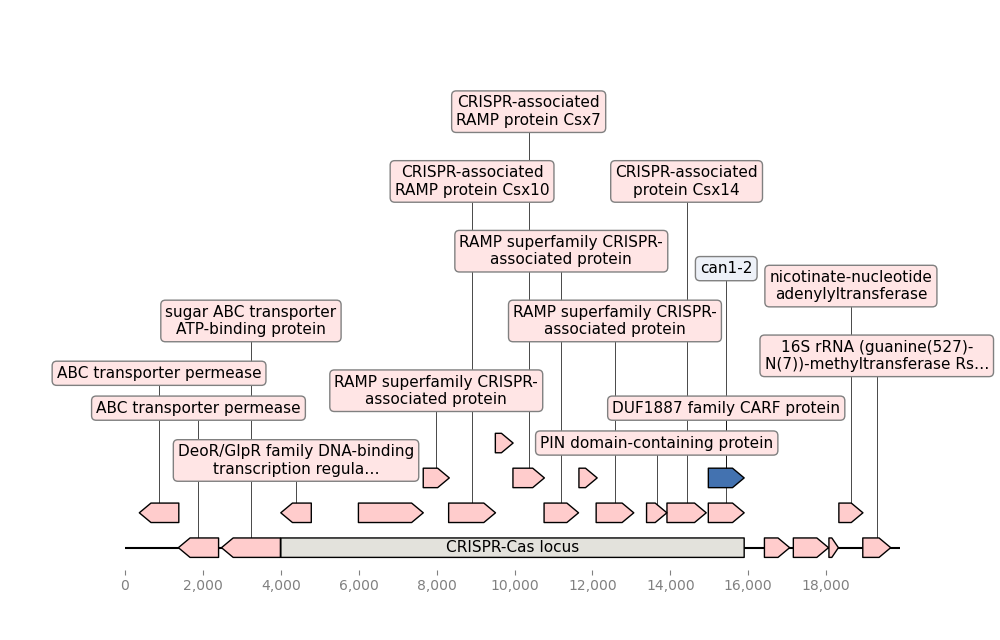 CRISPR-associated
RAMP protein Csx7
CRISPR-associated
RAMP protein Csx10
CRISPR-associated
protein Csx14
RAMP superfamily CRISPR-
associated protein
can1-2
nicotinate-nucleotide
adenylyltransferase
sugar ABC transporter
ATP-binding protein
RAMP superfamily CRISPR-
associated protein
16S rRNA (guanine(527)-
N(7))-methyltransferase Rs...
ABC transporter permease
RAMP superfamily CRISPR-
associated protein
ABC transporter permease
DUF1887 family CARF protein
DeoR/GlpR family DNA-binding
transcription regula...
PIN domain-containing protein
CRISPR-Cas locus
0
2,000
4,000
6,000
8,000
10,000
12,000
14,000
16,000
18,000